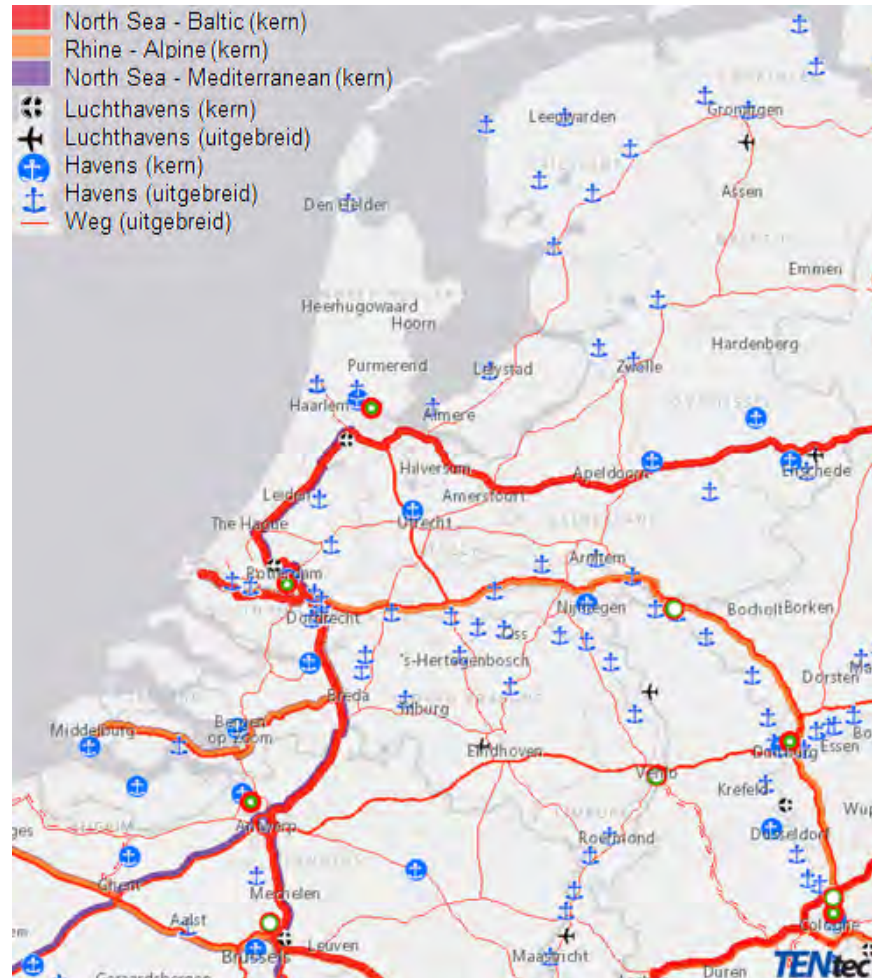 North Sea - Baltic (kern)
Rhine - Alpine (kern)
North Sea - Mediterranean (kern)
Luchthavens (kern)
Luchthavens (uitgebreid)
Havens (kern)
Havens (uitgebreid)
Weg (uitgebreid)
Leeuwarden
Groningen
Assen
Den Helder
Emmen
Heerhugowaard
Hoorn
Hardenberg
Purmerend
Lelystad
Zwolle
Haarlem
Almere
Hilversum
Apeldoorn
Enschede
Leiden
Amersfoort
The Hague
Utrecht
Arnhem
Rotterdam
Nijmegen
Bocholt
Borken
Dordrecht
Oss
's-Hertogenbosch
Dorsten
Breda
Tilburg
Middelburg
Bergen
op Zoom
Eindhoven
Duisburg
Essen
Venlo
Krefeld
Antwerp
Roermond
Düsseldorf
Ghent
Mechelen
Aalst
Cologne
Brussels
Leuven
Maastricht
Duren
TENtec